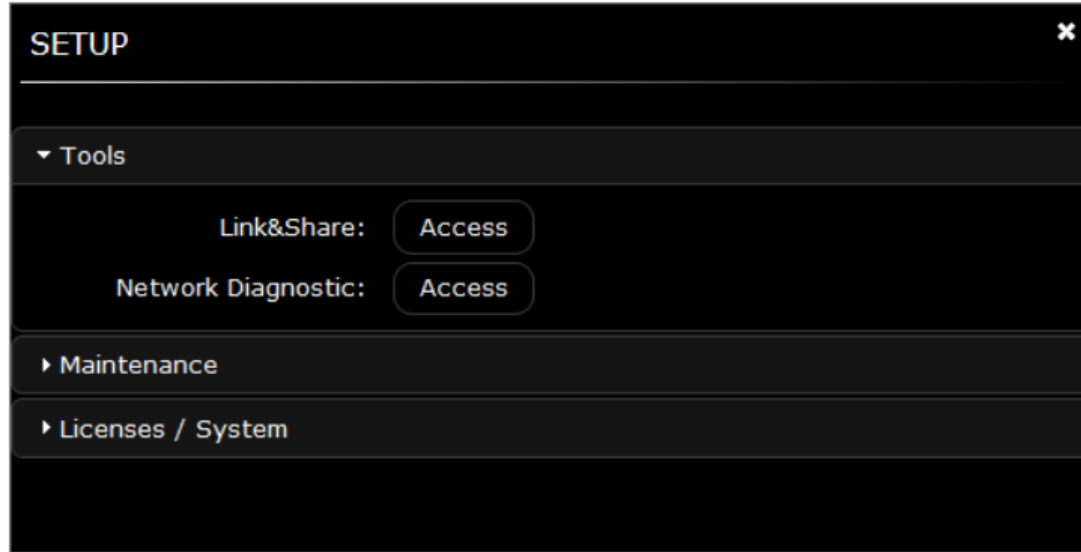 SETUP
Tools
Link&Share: Access
Network Diagnostic: Access
Maintenance
Licenses / System